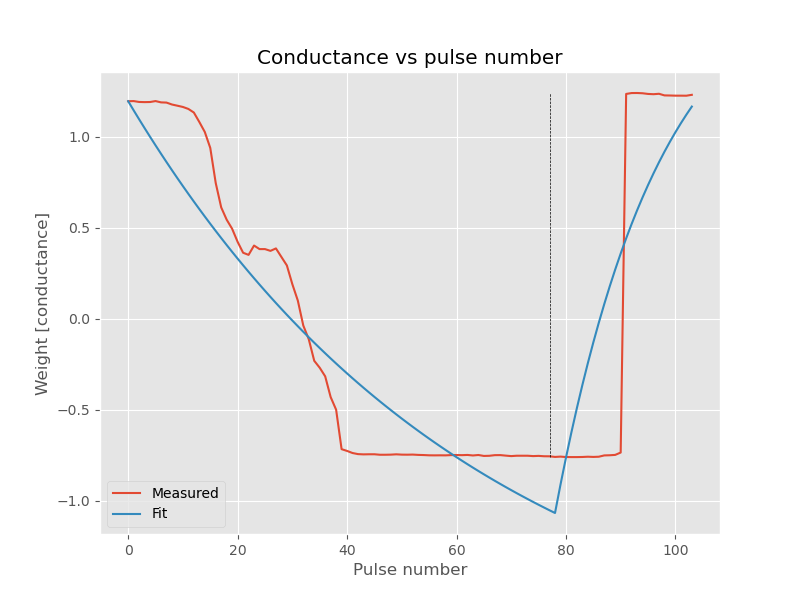 Conductance vs pulse number
Weight [conductance]
1.0
0.5
0.0
−0.5
−1.0
Measured
Fit
0 20 40 60 80 100
Pulse number